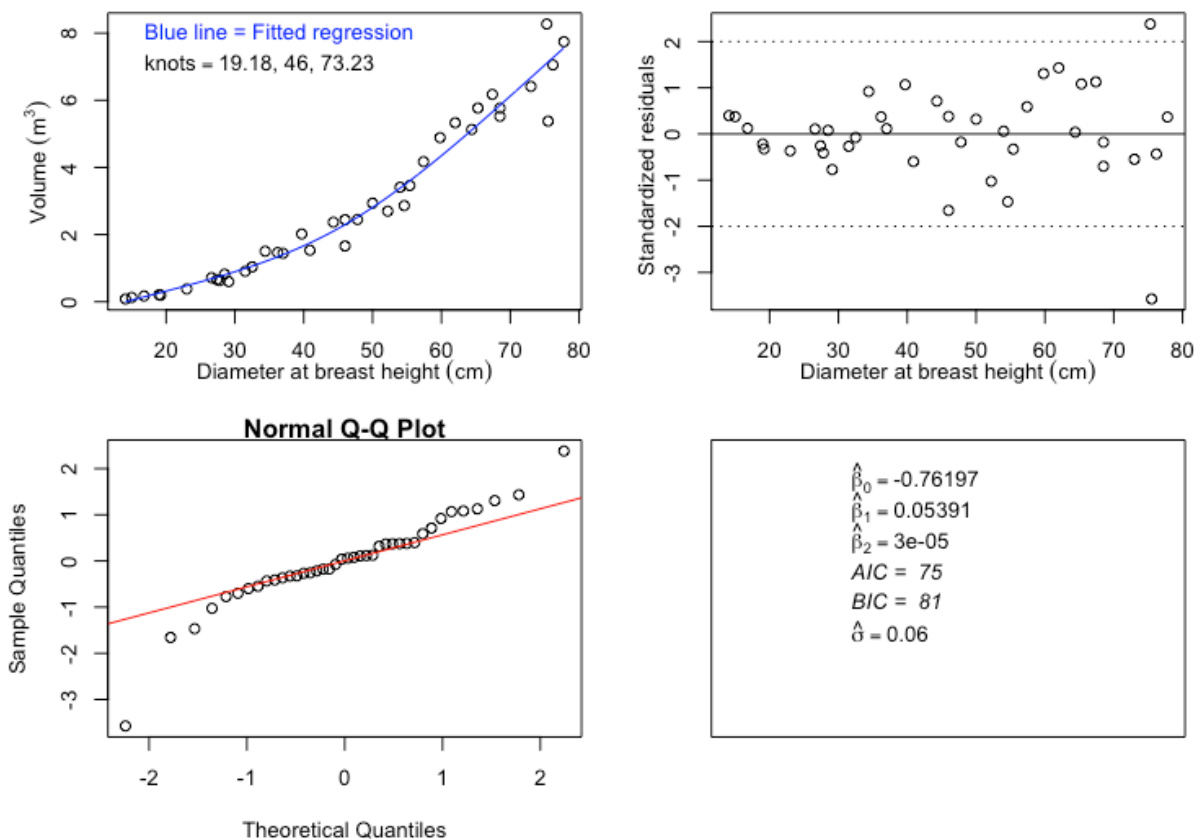 Blue line = Fitted regression
knots = 19.18, 46, 73.23
Volume (m³)
8
6
4
2
0
20 30 40 50 60 70 80
Diameter at breast height (cm)
Standardized residuals
2
1
0
-1
-2
-3
20 30 40 50 60 70 80
Diameter at breast height (cm)
Normal Q-Q Plot
Sample Quantiles
2
1
0
-1
-2
-3
-2 -1 0 1 2
Theoretical Quantiles
β̂₀ = -0.76197
β̂₁ = 0.05391
β̂₂ = 3e-05
AIC = 75
BIC = 81
σ̂ = 0.06